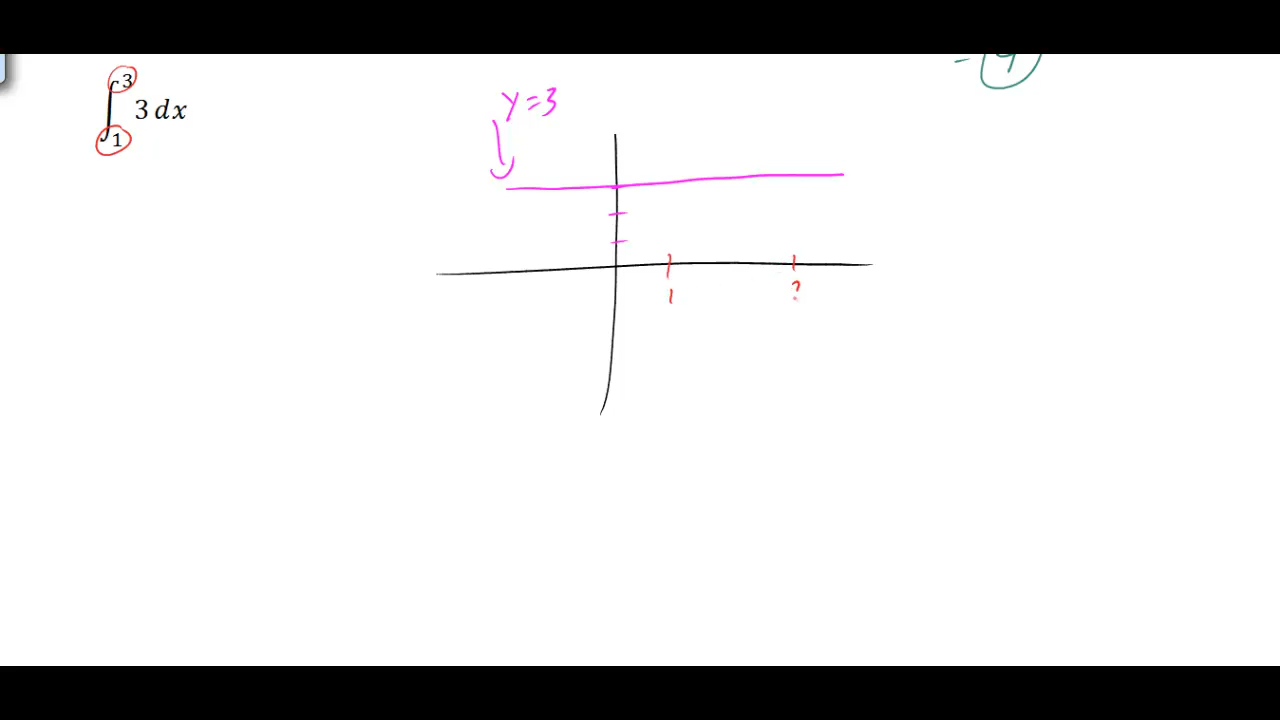 ∫₁³ 3 dx
y=3
1